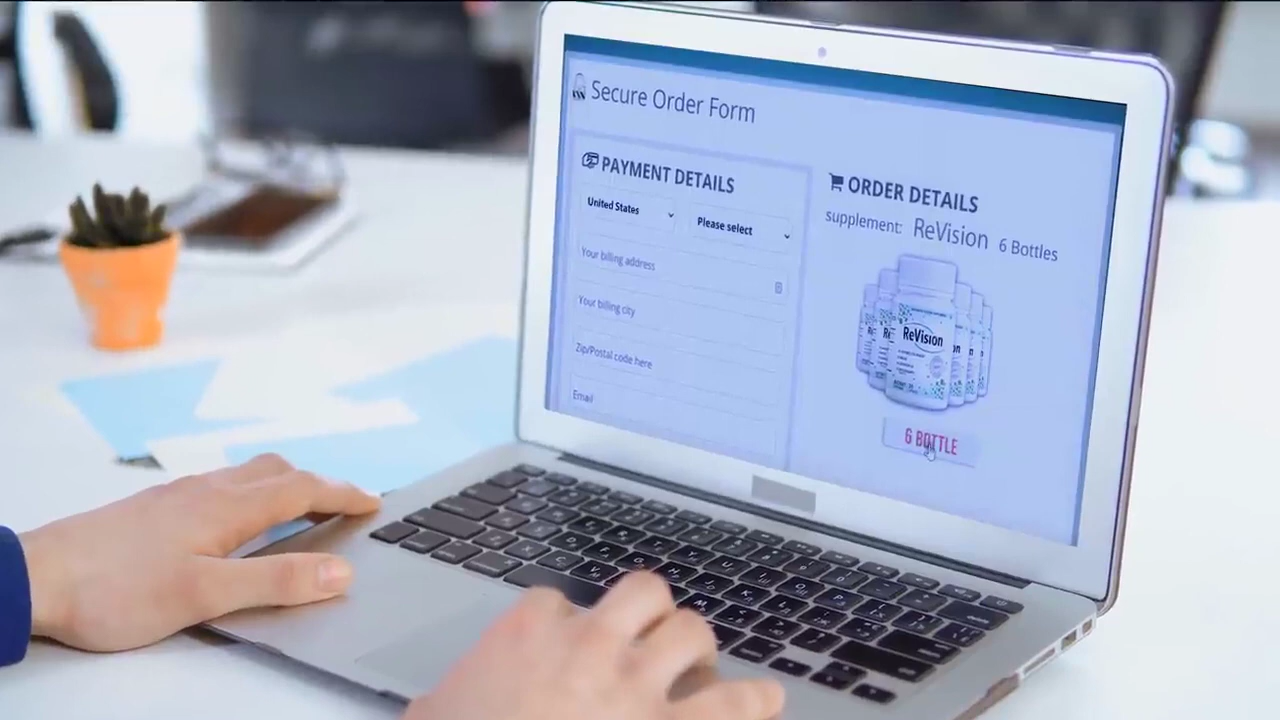 Secure Order Form
PAYMENT DETAILS
United States
Please select
Your billing address
Your billing city
Zip/Postal code here
Email
ORDER DETAILS
supplement: ReVision 6 Bottles
ReVision
6 BOTTLE